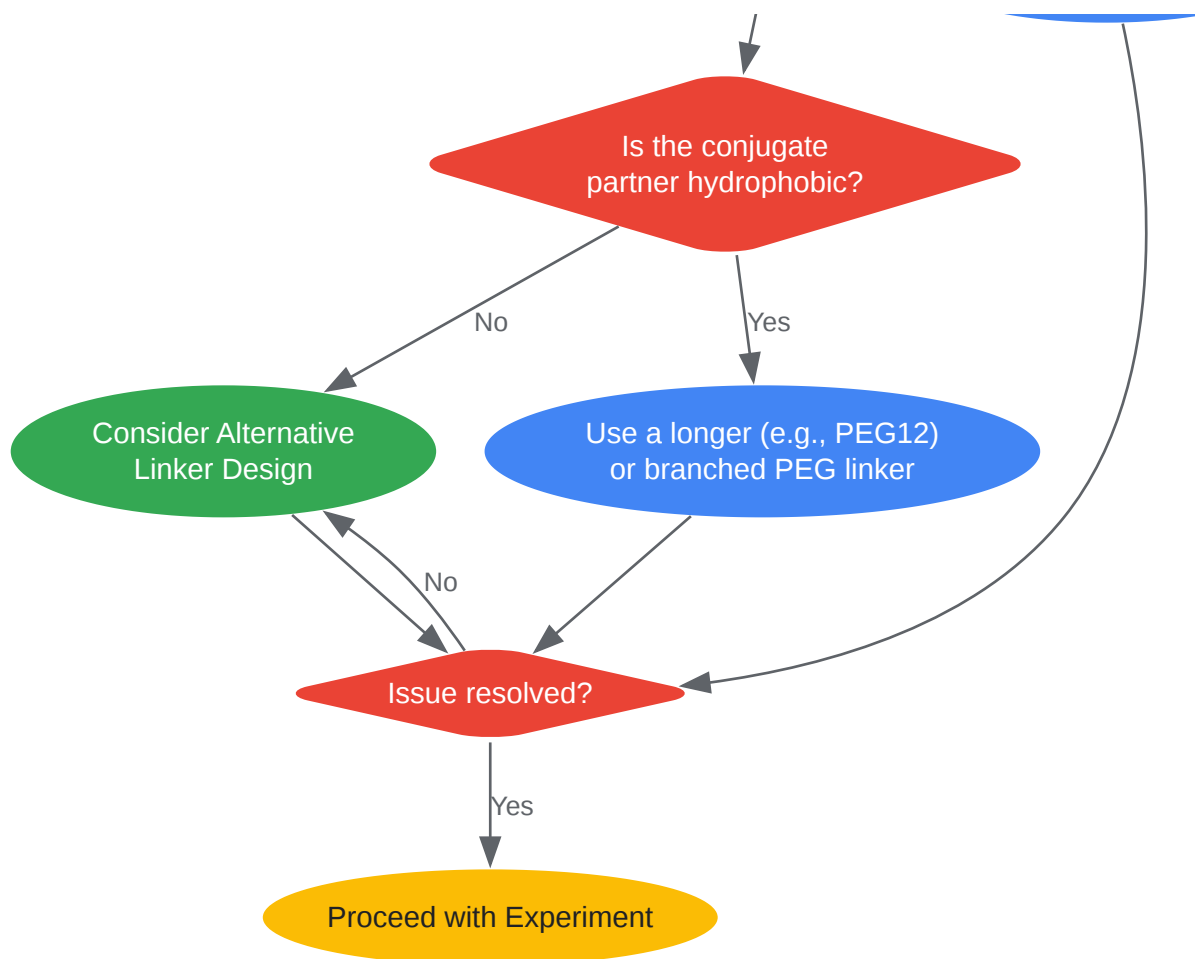 Is the conjugate
partner hydrophobic?
No
Yes
Consider Alternative
Linker Design
Use a longer (e.g., PEG12)
or branched PEG linker
No
Issue resolved?
Yes
Proceed with Experiment